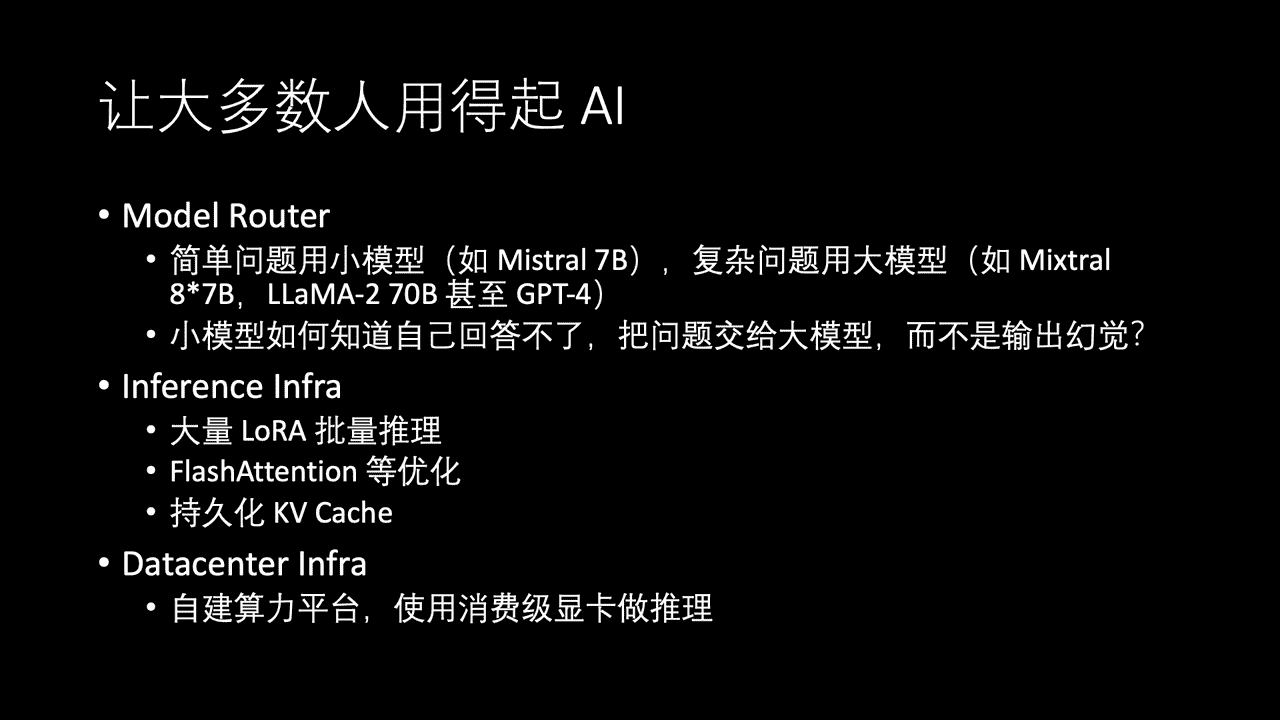 让大多数人用得起 AI
• Model Router
• 简单问题用小模型（如 Mistral 7B），复杂问题用大模型（如 Mixtral
8*7B，LLaMA-2 70B 甚至 GPT-4）
• 小模型如何知道自己回答不了，把问题交给大模型，而不是输出幻觉？
• Inference Infra
• 大量 LoRA 批量推理
• FlashAttention 等优化
• 持久化 KV Cache
• Datacenter Infra
• 自建算力平台，使用消费级显卡做推理